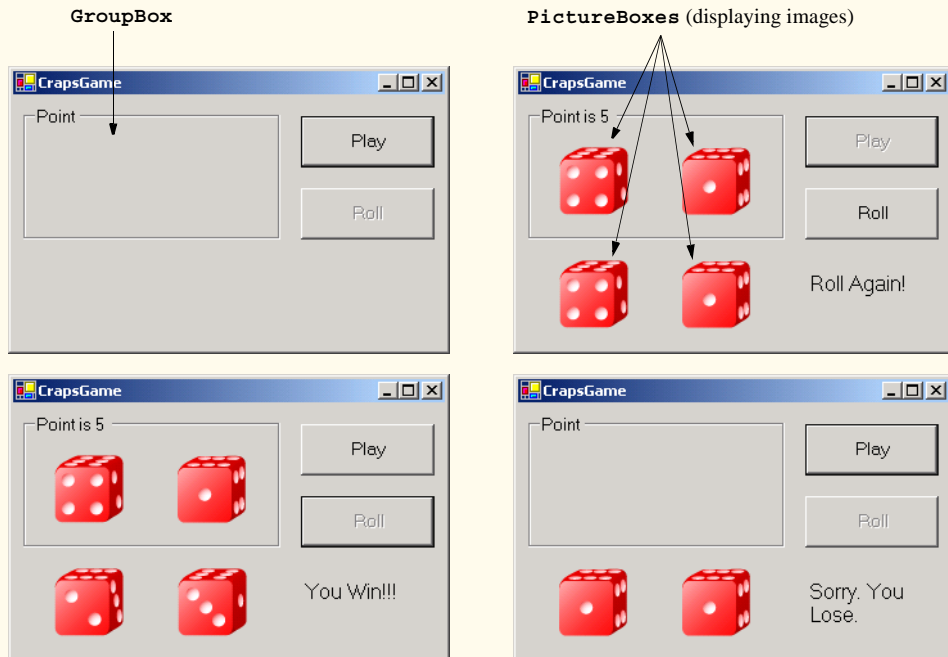 GroupBox
PictureBoxes (displaying images)
CrapsGame
Point
Play
Roll
CrapsGame
Point is 5
Play
Roll
Roll Again!
CrapsGame
Point is 5
Play
Roll
You Win!!!
CrapsGame
Point
Play
Roll
Sorry. You
Lose.